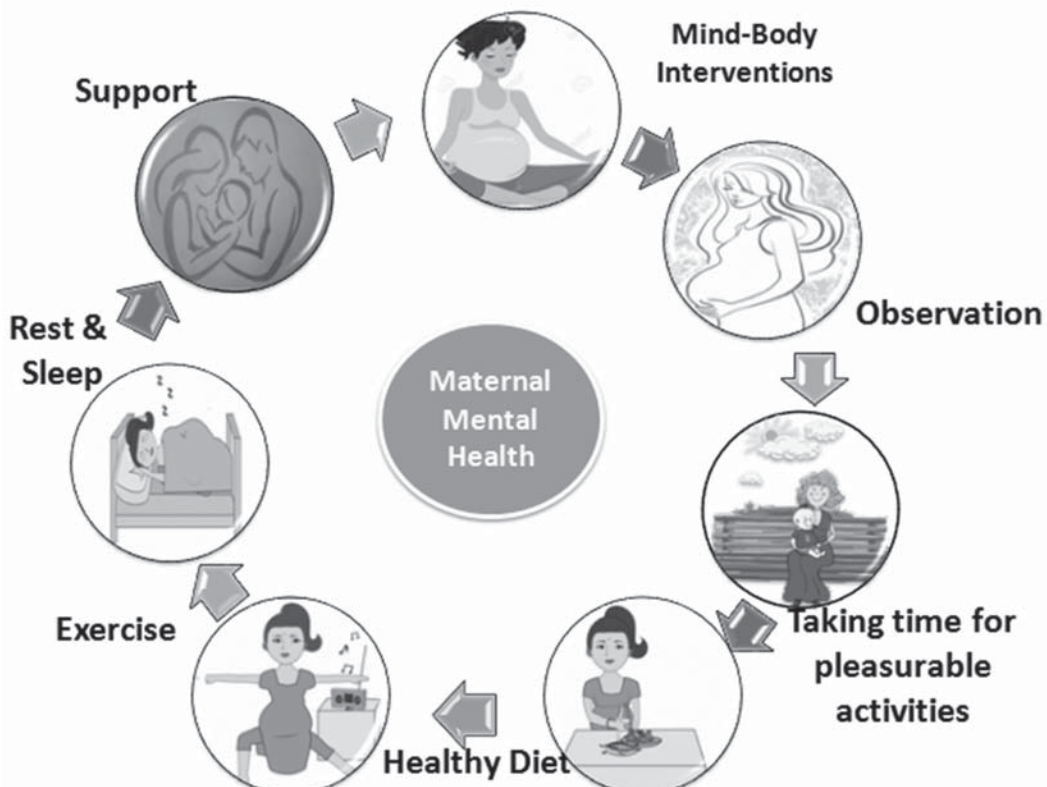 Mind-Body
Interventions
Support
Observation
Rest &
Sleep
Maternal
Mental
Health
Taking time for
pleasurable
activities
Exercise
Healthy Diet